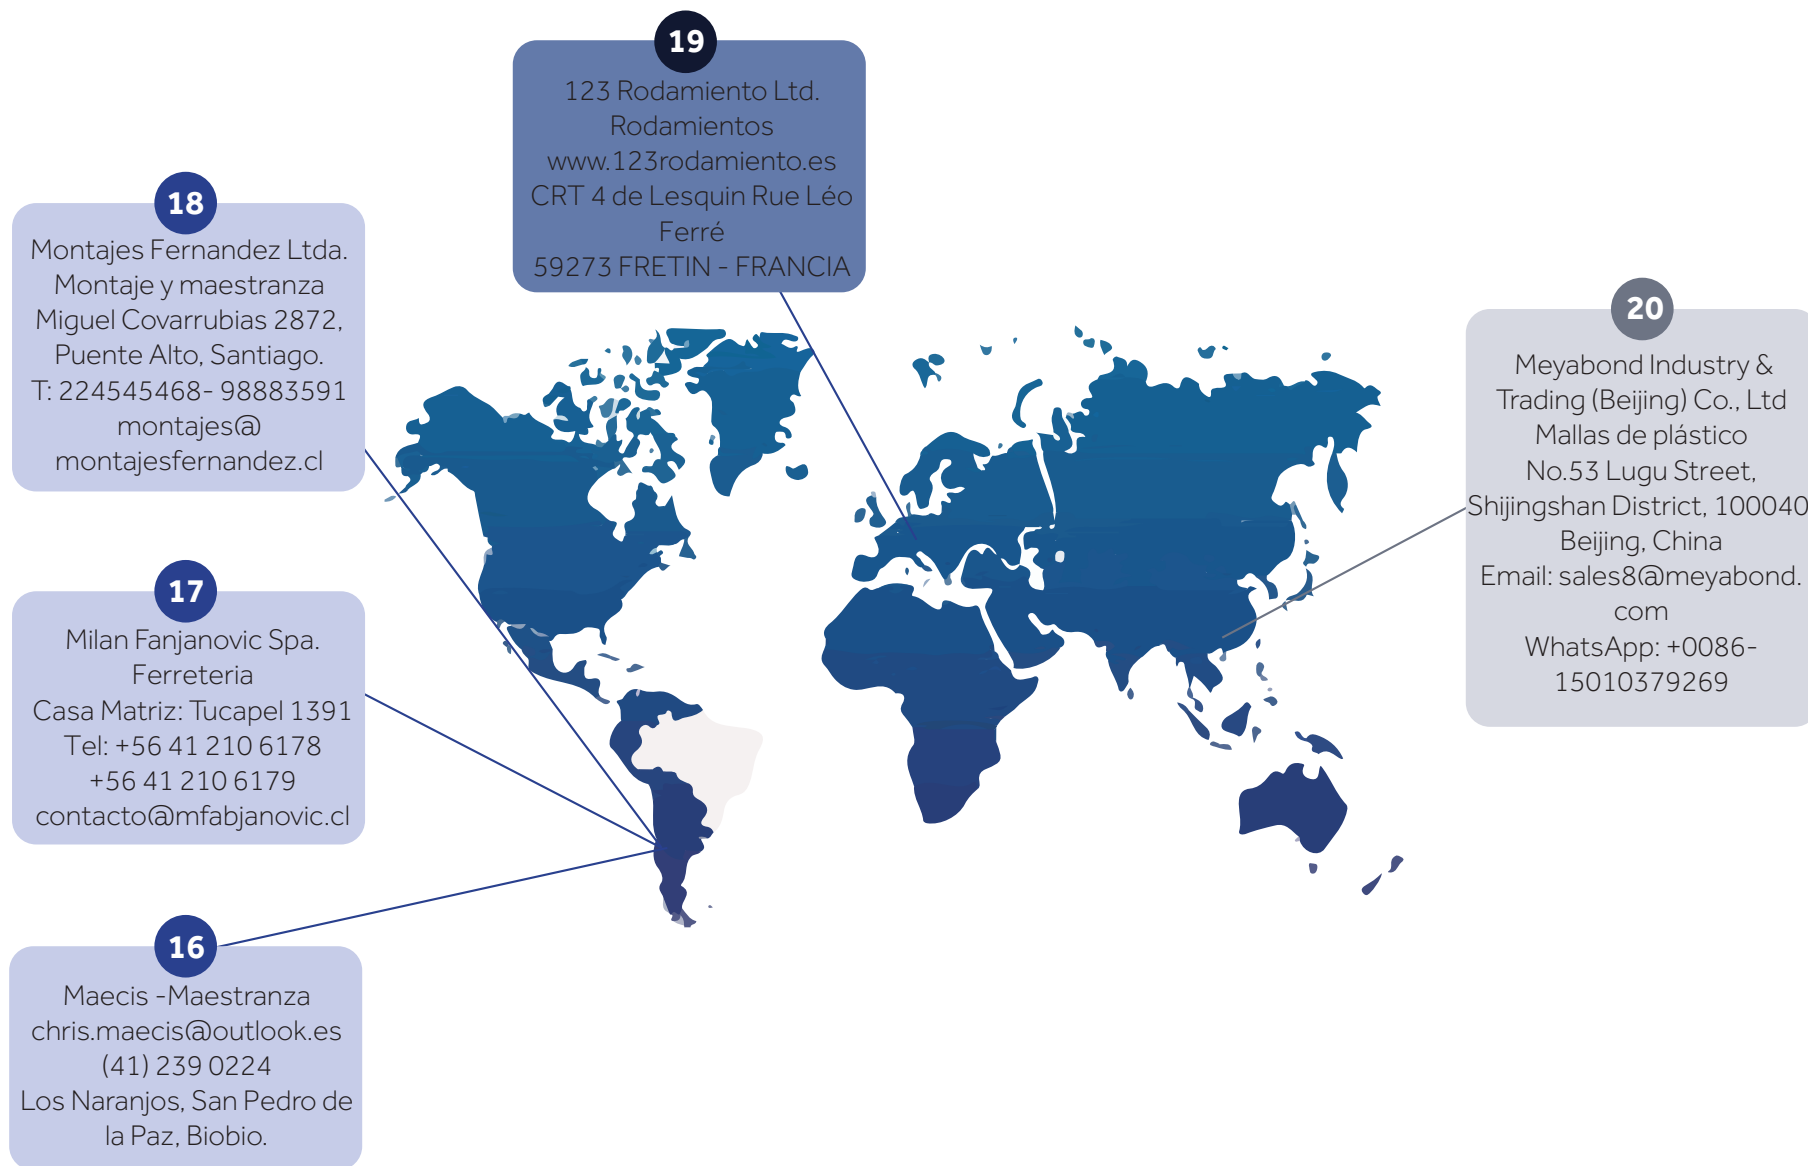 19
123 Rodamiento Ltd.
Rodamientos
www.123rodamiento.es
CRT 4 de Lesquin Rue Léo
Ferré
59273 FRETIN - FRANCIA
18
Montajes Fernandez Ltda.
Montaje y maestranza
Miguel Covarrubias 2872,
Puente Alto, Santiago.
T: 224545468- 98883591
montajes@
montajesfernandez.cl
20
Meyabond Industry &
Trading (Beijing) Co., Ltd
Mallas de plástico
No.53 Lugu Street,
Shijingshan District, 100040
Beijing, China
Email: sales8@meyabond.
com
WhatsApp: +0086-
15010379269
17
Milan Fanjanovic Spa.
Ferreteria
Casa Matriz: Tucapel 1391
Tel: +56 41 210 6178
+56 41 210 6179
contacto@mfabjanovic.cl
16
Maecis -Maestranza
chris.maecis@outlook.es
(41) 239 0224
Los Naranjos, San Pedro de
la Paz, Biobio.